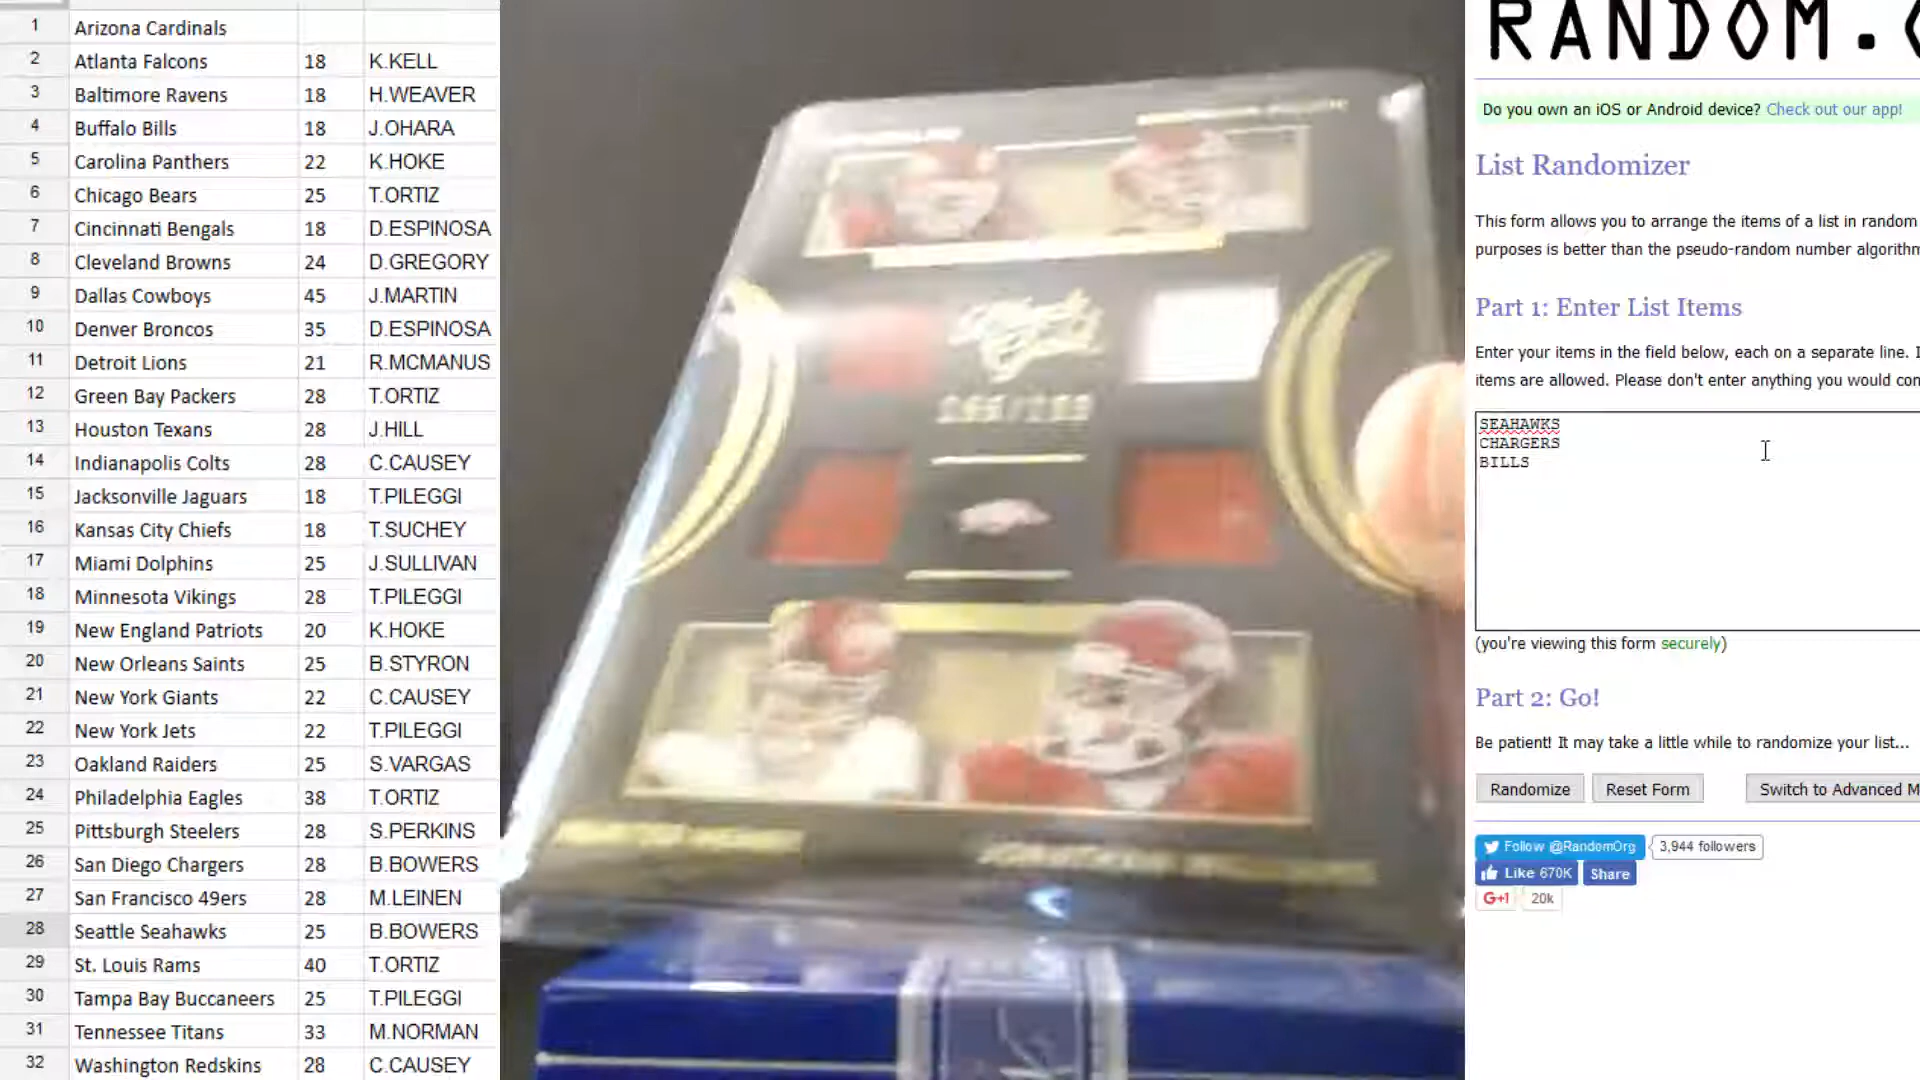 1 Arizona Cardinals
2 Atlanta Falcons 18 K.KELL
3 Baltimore Ravens 18 H.WEAVER
4 Buffalo Bills 18 J.OHARA
5 Carolina Panthers 22 K.HOKE
6 Chicago Bears 25 T.ORTIZ
7 Cincinnati Bengals 18 D.ESPINOSA
8 Cleveland Browns 24 D.GREGORY
9 Dallas Cowboys 45 J.MARTIN
10 Denver Broncos 35 D.ESPINOSA
11 Detroit Lions 21 R.MCMANUS
12 Green Bay Packers 28 T.ORTIZ
13 Houston Texans 28 J.HILL
14 Indianapolis Colts 28 C.CAUSEY
15 Jacksonville Jaguars 18 T.PILEGGI
16 Kansas City Chiefs 18 T.SUCHEY
17 Miami Dolphins 25 J.SULLIVAN
18 Minnesota Vikings 28 T.PILEGGI
19 New England Patriots 20 K.HOKE
20 New Orleans Saints 25 B.STYRON
21 New York Giants 22 C.CAUSEY
22 New York Jets 22 T.PILEGGI
23 Oakland Raiders 25 S.VARGAS
24 Philadelphia Eagles 38 T.ORTIZ
25 Pittsburgh Steelers 28 S.PERKINS
26 San Diego Chargers 28 B.BOWERS
27 San Francisco 49ers 28 M.LEINEN
28 Seattle Seahawks 25 B.BOWERS
29 St. Louis Rams 40 T.ORTIZ
30 Tampa Bay Buccaneers 25 T.PILEGGI
31 Tennessee Titans 33 M.NORMAN
32 Washington Redskins 28 C.CAUSEY
RANDOM.
Do you own an iOS or Android device? Check out our app!
List Randomizer
This form allows you to arrange the items of a list in random
purposes is better than the pseudo-random number algorithm
Part 1: Enter List Items
Enter your items in the field below, each on a separate line.
items are allowed. Please don't enter anything you would
SEAHAWKS
CHARGERS
BILLS
(you're viewing this form securely)
Part 2: Go!
Be patient! It may take a little while to randomize your list...
Randomize Reset Form Switch to Advanced M
Follow @RandomOrg 3,944 followers
Like 670K Share
G+1 20k